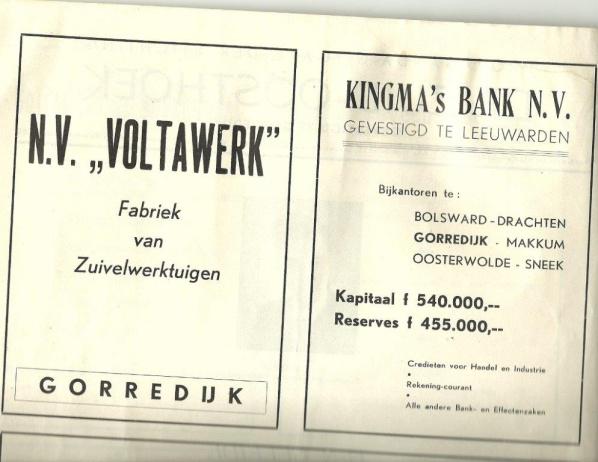 N.V. „VOLTAWERK”
Fabriek
van
Zuivelwerktuigen
GORREDIJK
KINGMA's BANK N.V.
GEVESTIGD TE LEEUWARDEN
Bijkantoren te :
BOLSWARD - DRACHTEN
GORREDIJK - MAKKUM
OOSTERWOLDE - SNEEK
Kapitaal f 540.000,--
Reserves f 455.000,--
Credieten voor Handel en Industrie
•
Rekening-courant
•
Alle andere Bank- en Effectenzaken
OOSTHOEK